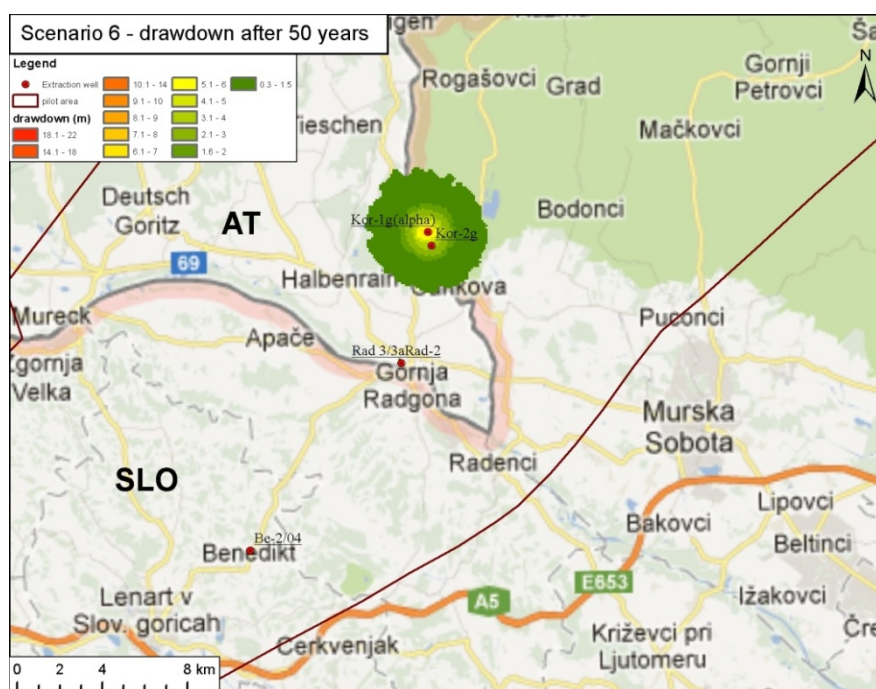 Scenario 6 - drawdown after 50 years
Legend
Extraction well
pilot area
drawdown (m)
18.1 - 22
14.1 - 18
10.1 - 14
9.1 - 10
8.1 - 9
7.1 - 8
6.1 - 7
5.1 - 6
4.1 - 5
3.1 - 4
2.1 - 3
1.6 - 2
0.3 - 1.5
Rogašovci
Grad
Gornji
Petrovci
N
Mačkovci
Tieschen
Deutsch
Goritz
AT
Kor-1g(alpha)
Kor-2g
Bodonci
69
Halbenrain
Mureck
Apače
Puconci
Zgornja
Velka
Rad 3/3aRad-2
Gornja
Radgona
Murska
Sobota
Radenci
SLO
Lipovci
Bakovci
Beltinci
Be-2/04
Benedikt
E653
Ižakovci
Lenart v
Slov. goricah
A5
Cerkvenjak
Križevci pri
Ljutomeru
0 2 4 8 km